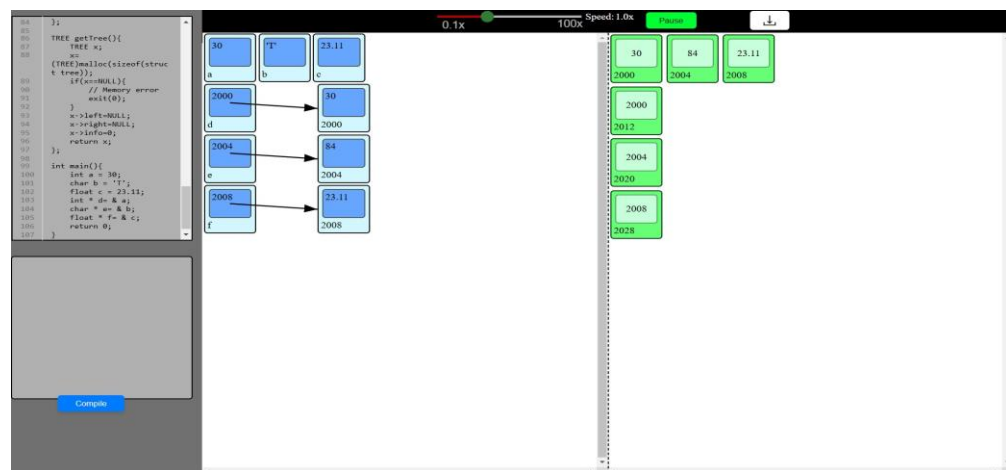 0.1x
100x
Speed: 1.0x
Pause
84 };
85
86 TREE getTree(){
87 TREE x;
88 x=
(TREE)malloc(sizeof(struc
t tree));
89 if(x==NULL){
90 // Memory error
91 exit(0);
92 }
93 x->left=NULL;
94 x->right=NULL;
95 x->info=0;
96 return x;
97 };
98
99 int main(){
100 int a = 30;
101 char b = 'T';
102 float c = 23.11;
103 int * d= & a;
104 char * e= & b;
105 float * f= & c;
106 return 0;
107 }
Compile
30 'T' 23.11
a b c
2000 30
d 2000
2004 84
e 2004
2008 23.11
f 2008
30 84 23.11
2000 2004 2008
2000
2012
2004
2020
2008
2028